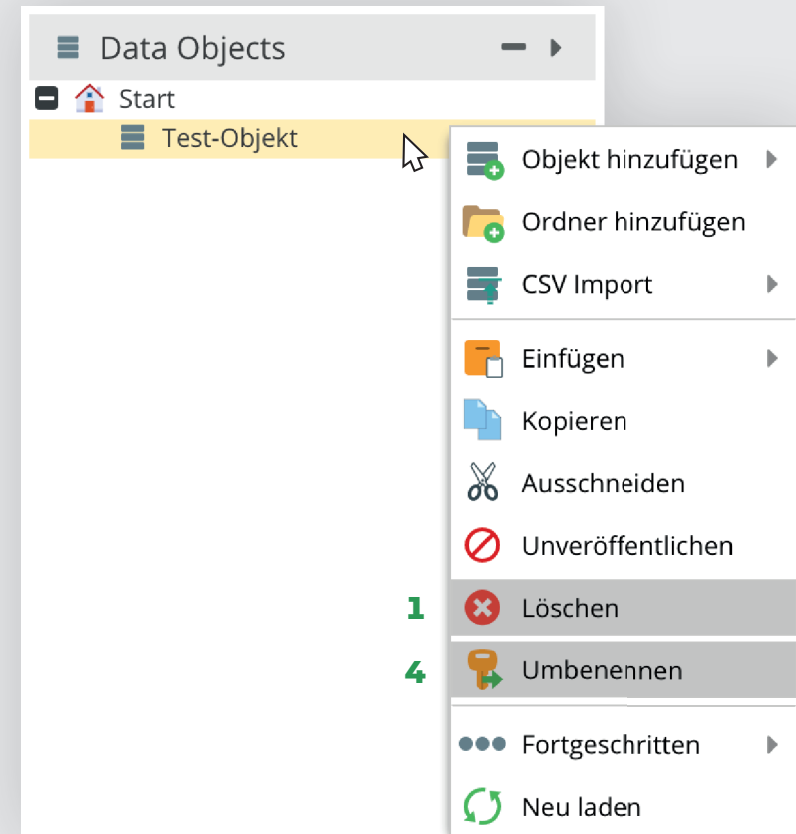 Data Objects
Start
Test-Objekt
Objekt hinzufügen
Ordner hinzufügen
CSV Import
Einfügen
Kopieren
Ausschneiden
Unveröffentlichen
1 Löschen
4 Umbenennen
Fortgeschritten
Neu laden